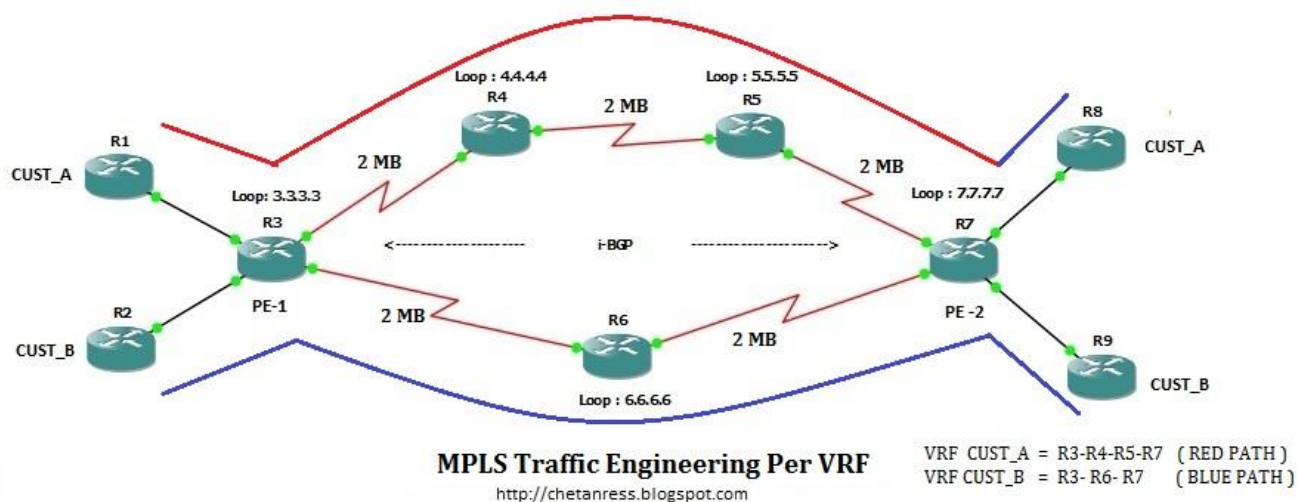 Loop : 4.4.4.4
Loop : 5.5.5.5
R4
2 MB
R5
R8
CUST_A
R1
CUST_A
2 MB
2 MB
Loop: 3.3.3.3
Loop : 7.7.7.7
R3
R7
<-------------------- i-BGP -------------------->
PE-1
PE -2
R2
CUST_B
2 MB
R6
2 MB
R9
CUST_B
Loop : 6.6.6.6
MPLS Traffic Engineering Per VRF
http://chetanress.blogspot.com
VRF CUST_A = R3-R4-R5-R7 ( RED PATH )
VRF CUST_B = R3- R6- R7 ( BLUE PATH )